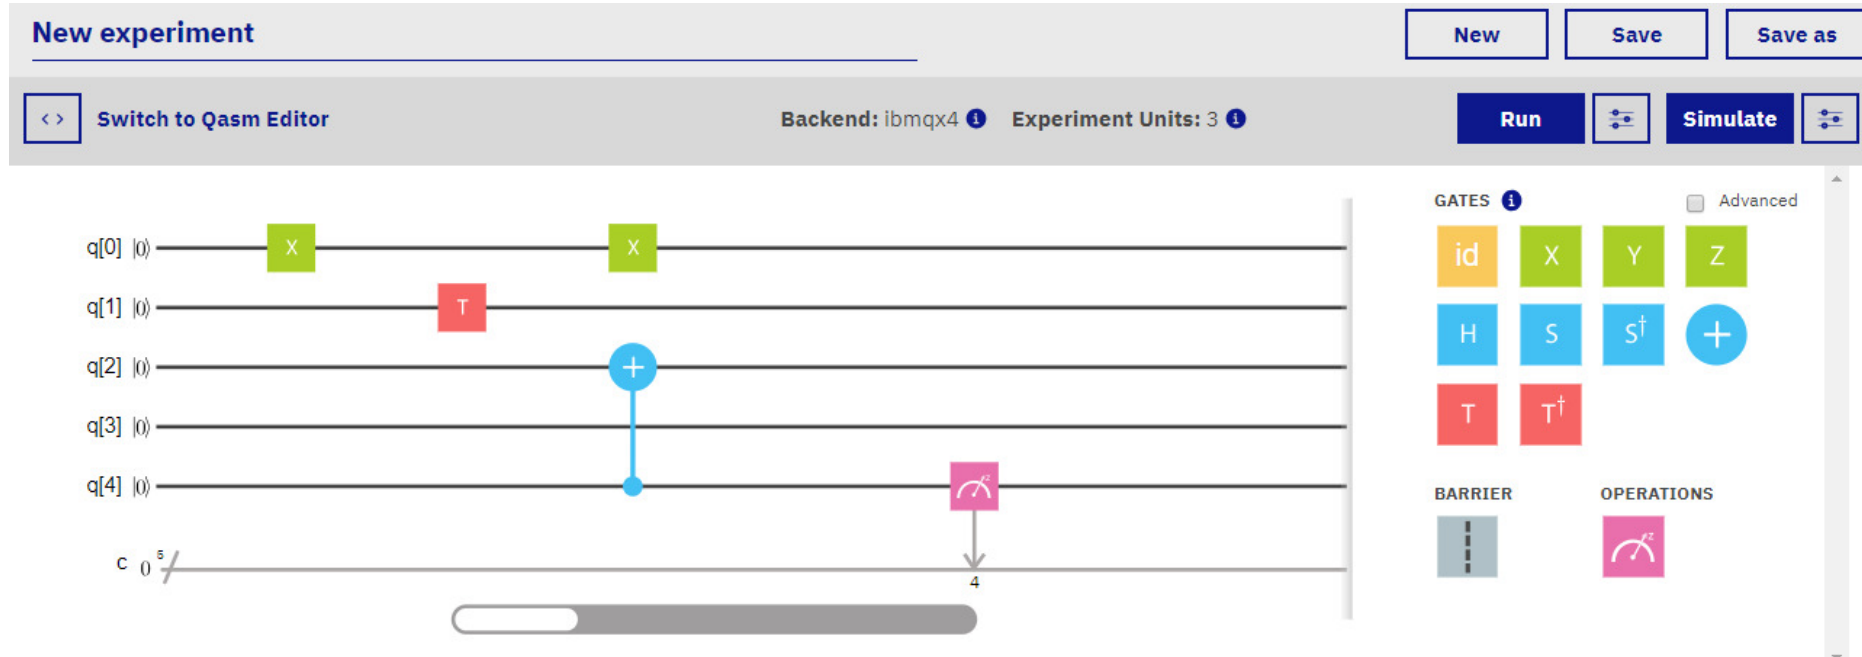 New experiment
New
Save
Save as
<> Switch to Qasm Editor
Backend: ibmqx4 i Experiment Units: 3 i
Run
Simulate
GATES i
Advanced
q[0] |0⟩ X X
q[1] |0⟩ T
q[2] |0⟩ +
q[3] |0⟩
q[4] |0⟩ z
c 0 5
4
id X Y Z
H S S† +
T T†
BARRIER
OPERATIONS
z